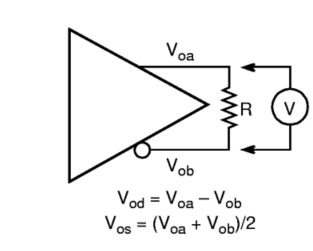 Voa
R
V
Vob
Vod = Voa – Vob
Vos = (Voa + Vob)/2